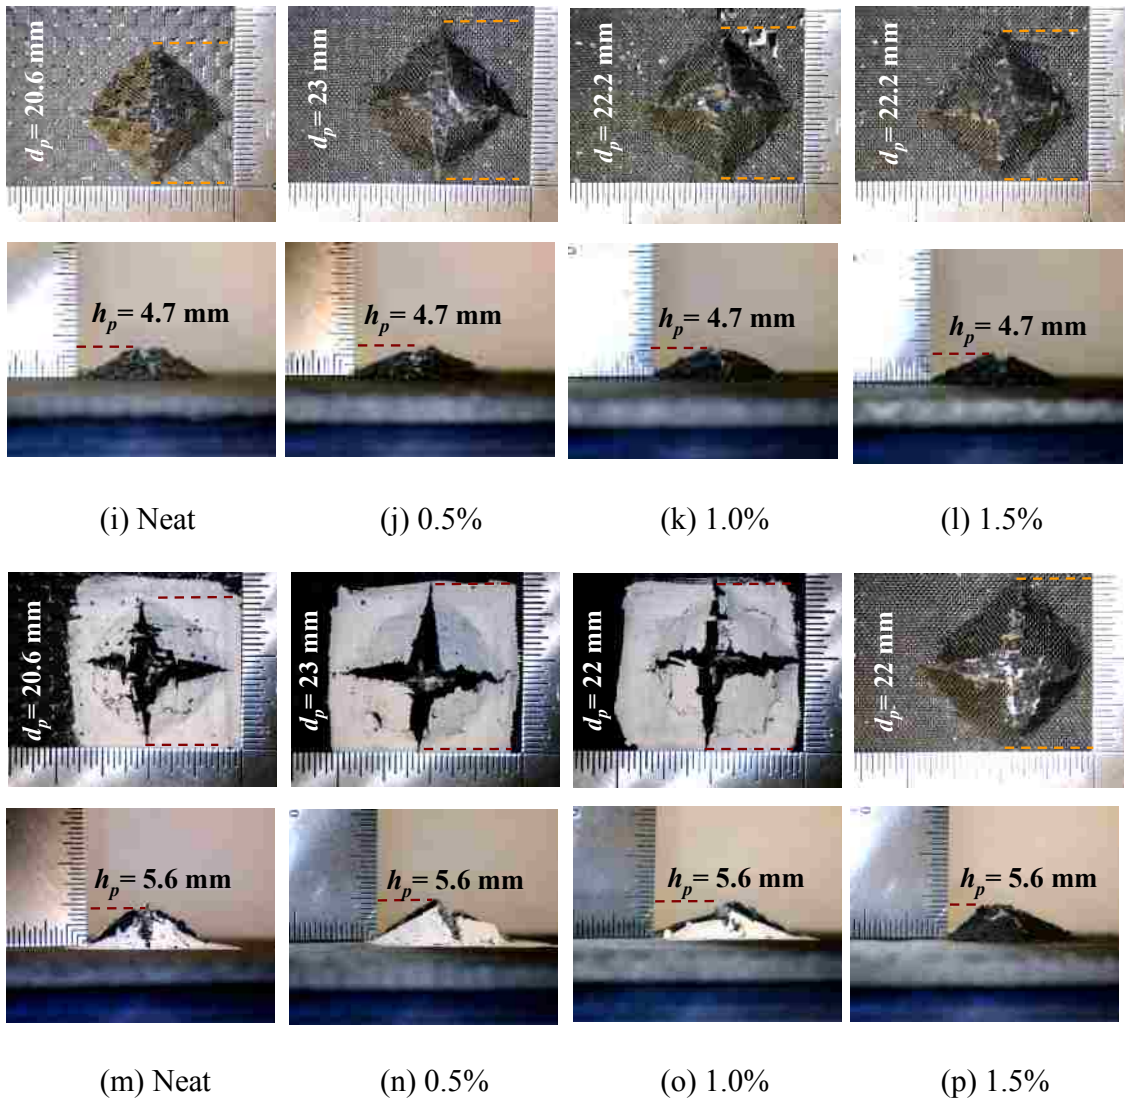 dp= 20.6 mm
dp= 23 mm
dp= 22.2 mm
dp= 22.2 mm
hp= 4.7 mm
hp= 4.7 mm
hp= 4.7 mm
hp= 4.7 mm
(i) Neat
(j) 0.5%
(k) 1.0%
(l) 1.5%
dp= 20.6 mm
dp= 23 mm
dp= 22 mm
dp= 22 mm
hp= 5.6 mm
hp= 5.6 mm
hp= 5.6 mm
hp= 5.6 mm
(m) Neat
(n) 0.5%
(o) 1.0%
(p) 1.5%